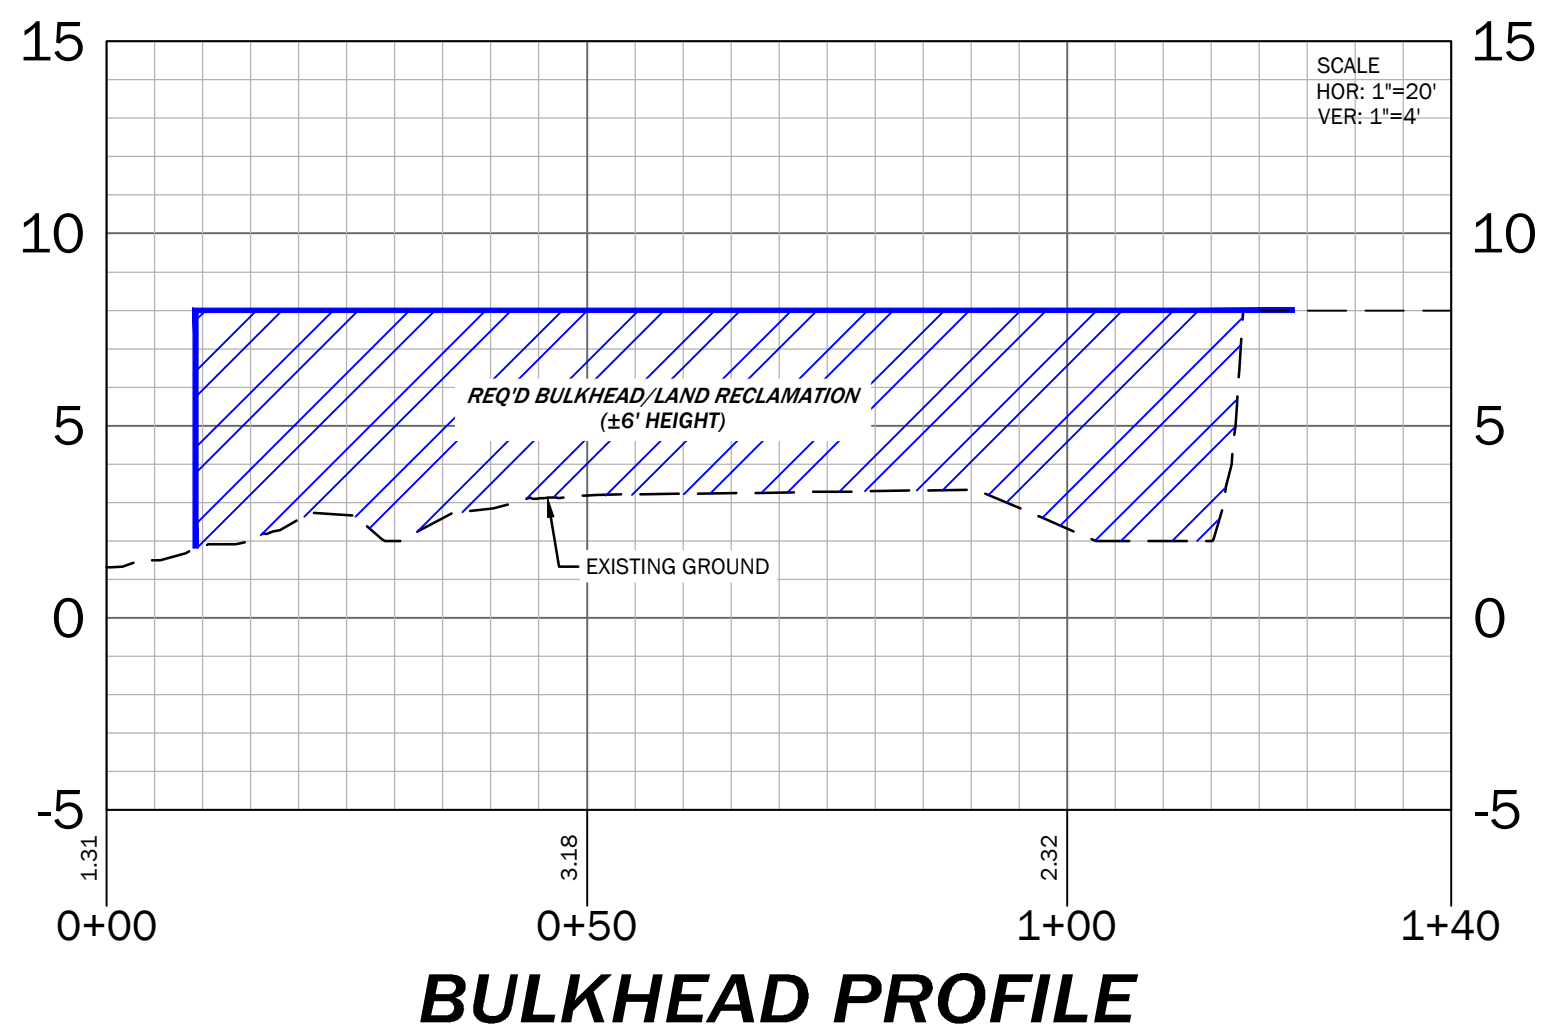 15
15
SCALE
HOR: 1"=20'
VER: 1"=4'
10
10
REQ'D BULKHEAD/LAND RECLAMATION
(±6' HEIGHT)
5
5
EXISTING GROUND
0
0
-5
-5
1.31
3.18
2.32
0+00
0+50
1+00
1+40
BULKHEAD PROFILE